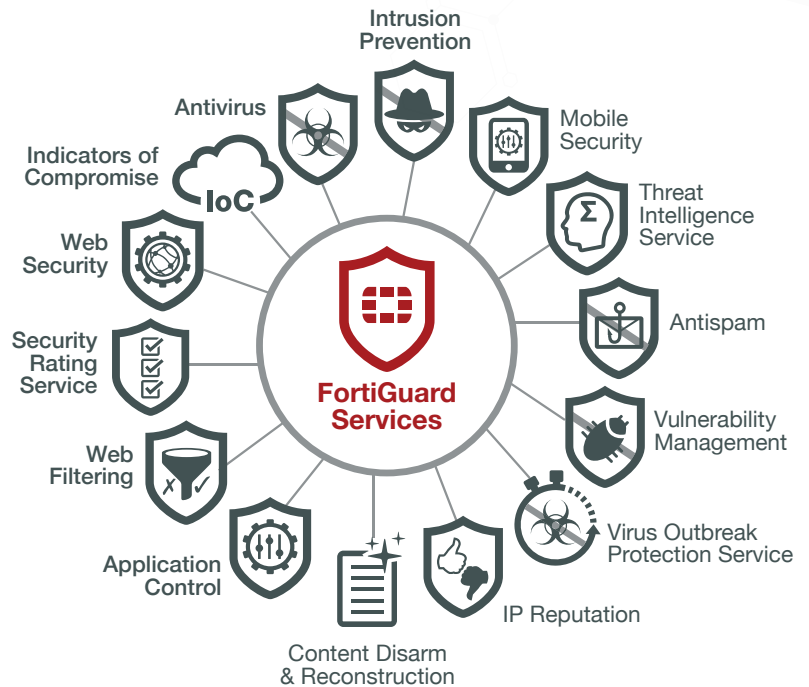 Intrusion
Prevention
Mobile
Security
Threat
Intelligence
Service
Antispam
Vulnerability
Management
Virus Outbreak
Protection Service
IP Reputation
Content Disarm
& Reconstruction
Application
Control
Web
Filtering
Security
Rating
Service
Web
Security
Indicators of
Compromise
IoC
Antivirus
Σ
FortiGuard
Services